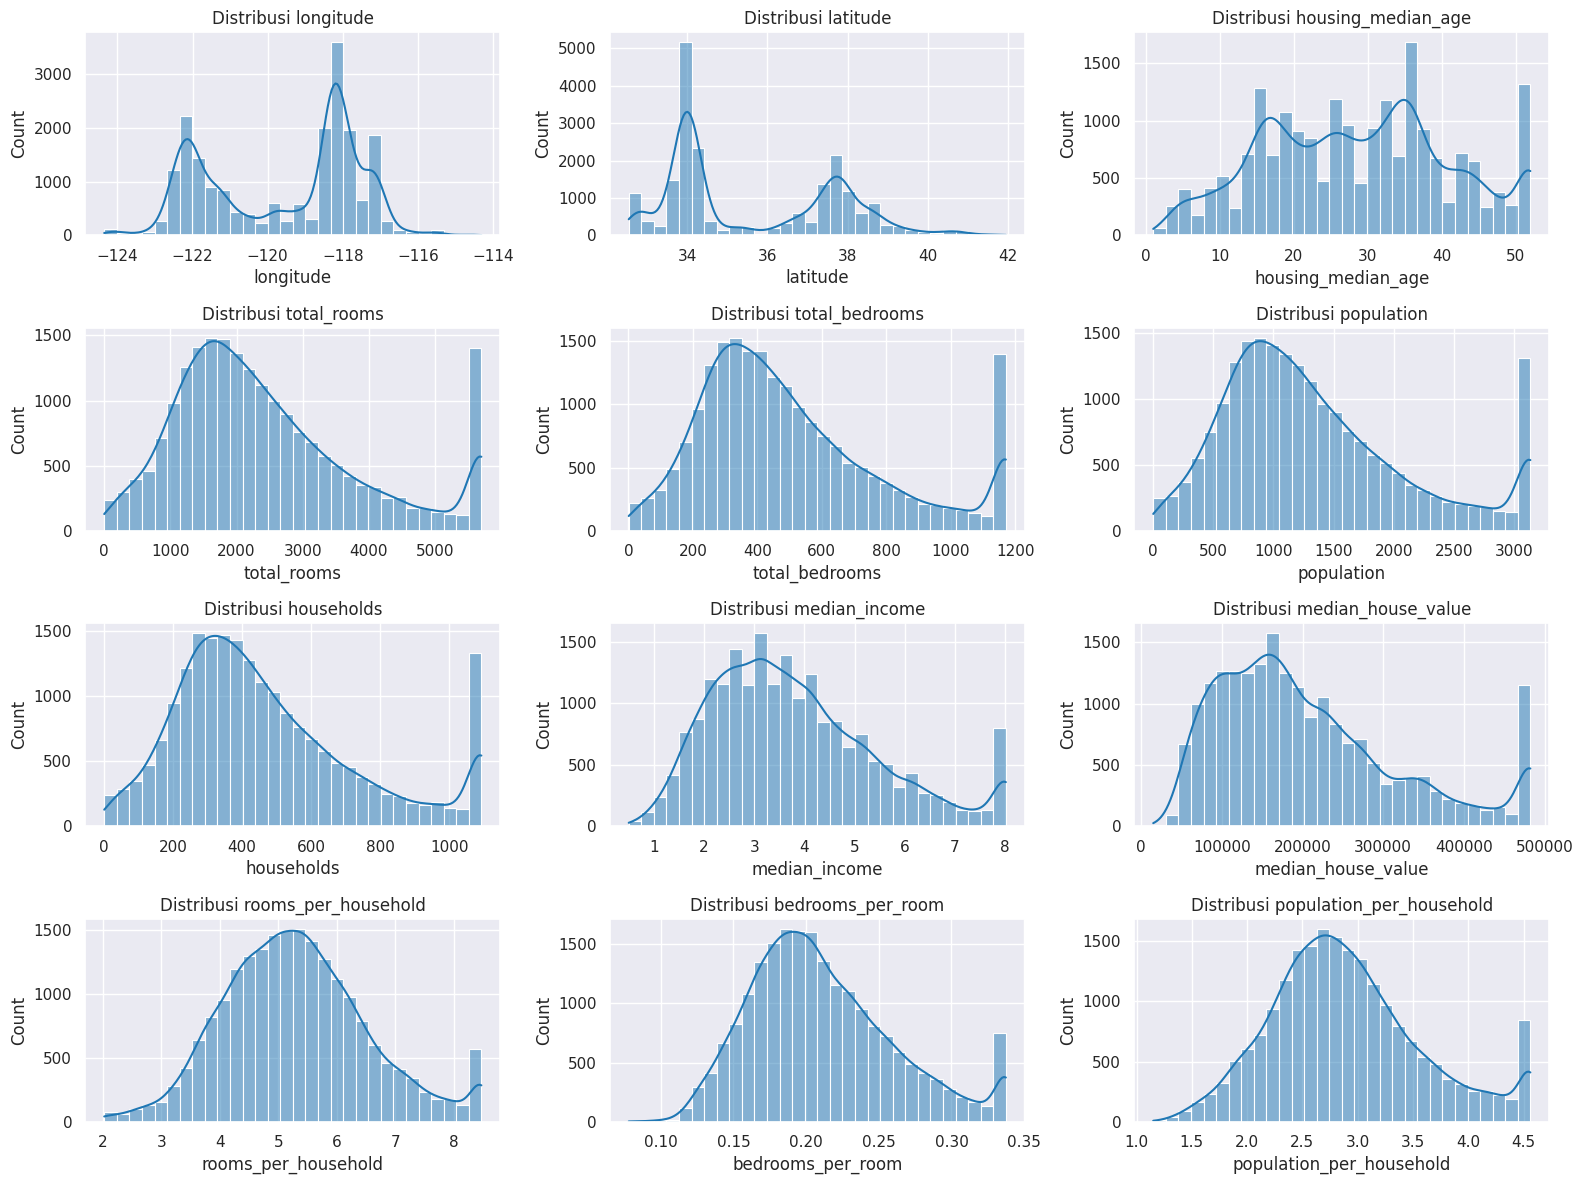 Distribusi longitude
Count
3000
2000
1000
0
−124 −122 −120 −118 −116 −114
longitude
Distribusi latitude
Count
5000
4000
3000
2000
1000
0
34 36 38 40 42
latitude
Distribusi housing_median_age
Count
1500
1000
500
0
0 10 20 30 40 50
housing_median_age
Distribusi total_rooms
Count
1500
1000
500
0
0 1000 2000 3000 4000 5000
total_rooms
Distribusi total_bedrooms
Count
1500
1000
500
0
0 200 400 600 800 1000 1200
total_bedrooms
Distribusi population
Count
1500
1000
500
0
0 500 1000 1500 2000 2500 3000
population
Distribusi households
Count
1500
1000
500
0
0 200 400 600 800 1000
households
Distribusi median_income
Count
1500
1000
500
0
1 2 3 4 5 6 7 8
median_income
Distribusi median_house_value
Count
1500
1000
500
0
0 100000 200000 300000 400000 500000
median_house_value
Distribusi rooms_per_household
Count
1500
1000
500
0
2 3 4 5 6 7 8
rooms_per_household
Distribusi bedrooms_per_room
Count
1500
1000
500
0
0.10 0.15 0.20 0.25 0.30 0.35
bedrooms_per_room
Distribusi population_per_household
Count
1500
1000
500
0
1.0 1.5 2.0 2.5 3.0 3.5 4.0 4.5
population_per_household